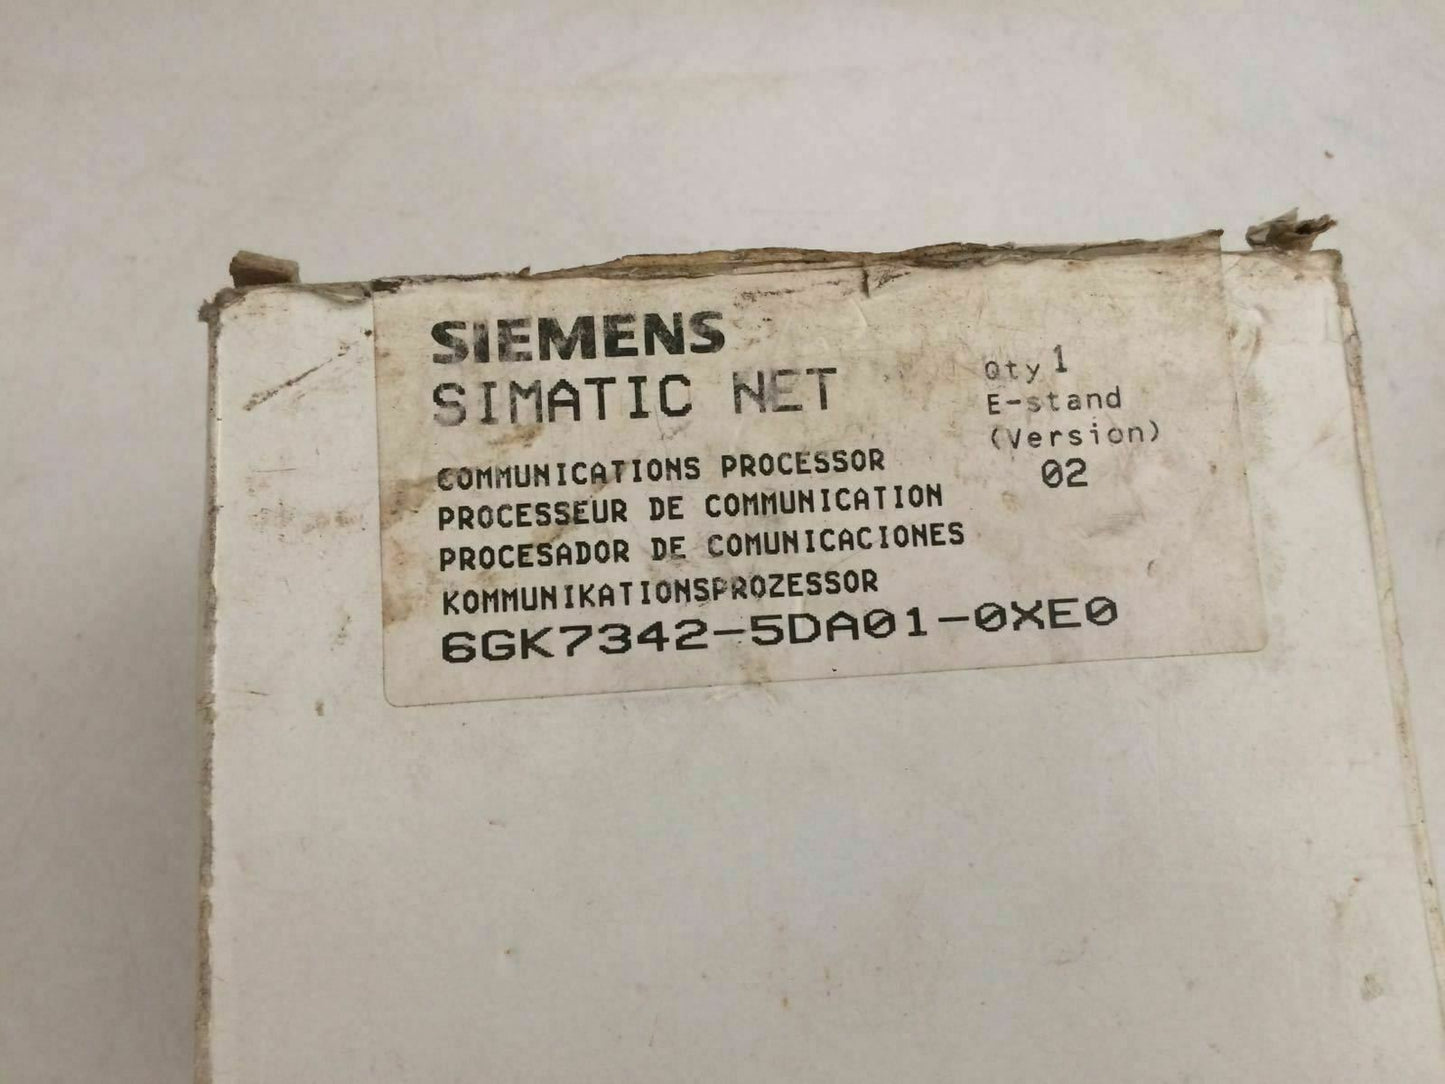 SIEMENS
SIMATIC NET
Qty 1
E-stand
(Version)
02
COMMUNICATIONS PROCESSOR
PROCESSEUR DE COMMUNICATION
PROCESADOR DE COMUNICACIONES
KOMMUNIKATIONSPROZESSOR
6GK7342-5DA01-0XE0